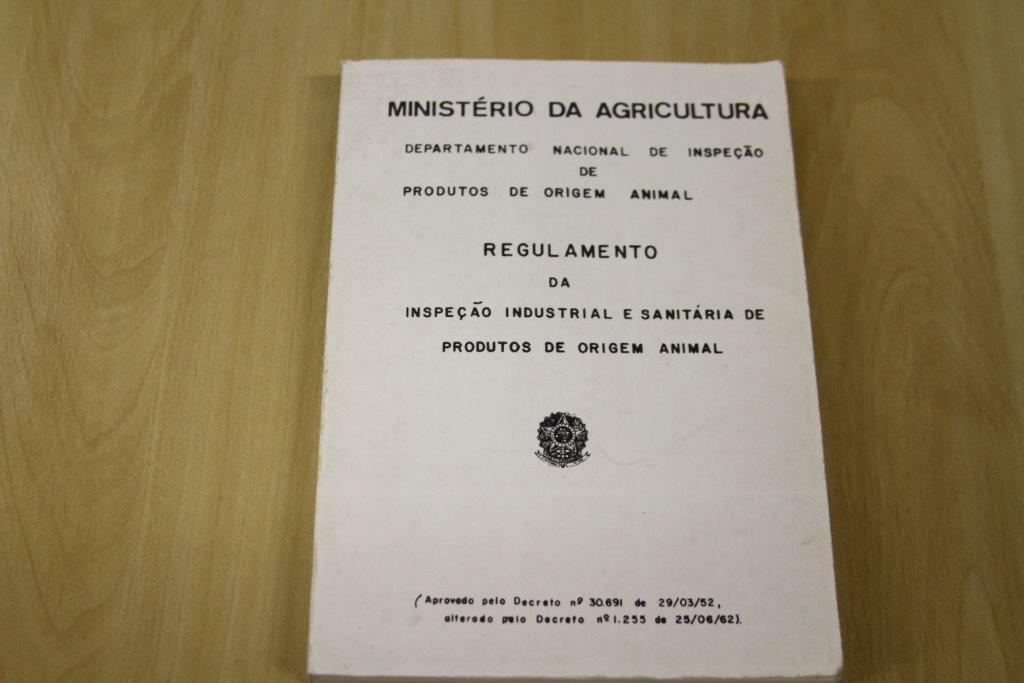 MINISTÉRIO DA AGRICULTURA
DEPARTAMENTO NACIONAL DE INSPEÇÃO
DE
PRODUTOS DE ORIGEM ANIMAL
REGULAMENTO
DA
INSPEÇÃO INDUSTRIAL E SANITÁRIA DE
PRODUTOS DE ORIGEM ANIMAL
(Aprovado pelo Decreto nº 30.691 de 29/03/52,
alterado pelo Decreto nº 1.255 de 25/06/62).